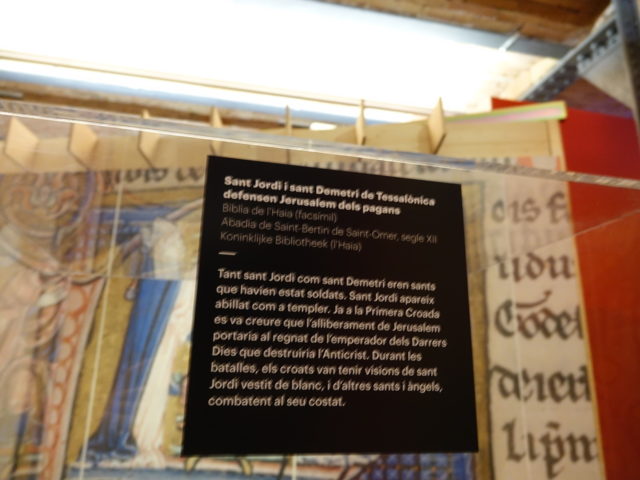 Sant Jordi i sant Demetri de Tessalònica
defensen Jerusalem dels pagans
Bíblia de l'Haia (facsímil)
Abadia de Saint-Bertin de Saint-Omer, segle XII
Koninklijke Bibliotheek (l'Haia)
Tant sant Jordi com sant Demetri eren sants
que havien estat soldats. Sant Jordi apareix
abillat com a templer. Ja a la Primera Croada
es va creure que l'alliberament de Jerusalem
portaria al regnat de l'emperador dels Darrers
Dies que destruiria l'Anticrist. Durant les
batalles, els croats van tenir visions de sant
Jordi vestit de blanc, i d'altres sants i àngels,
combatent al seu costat.